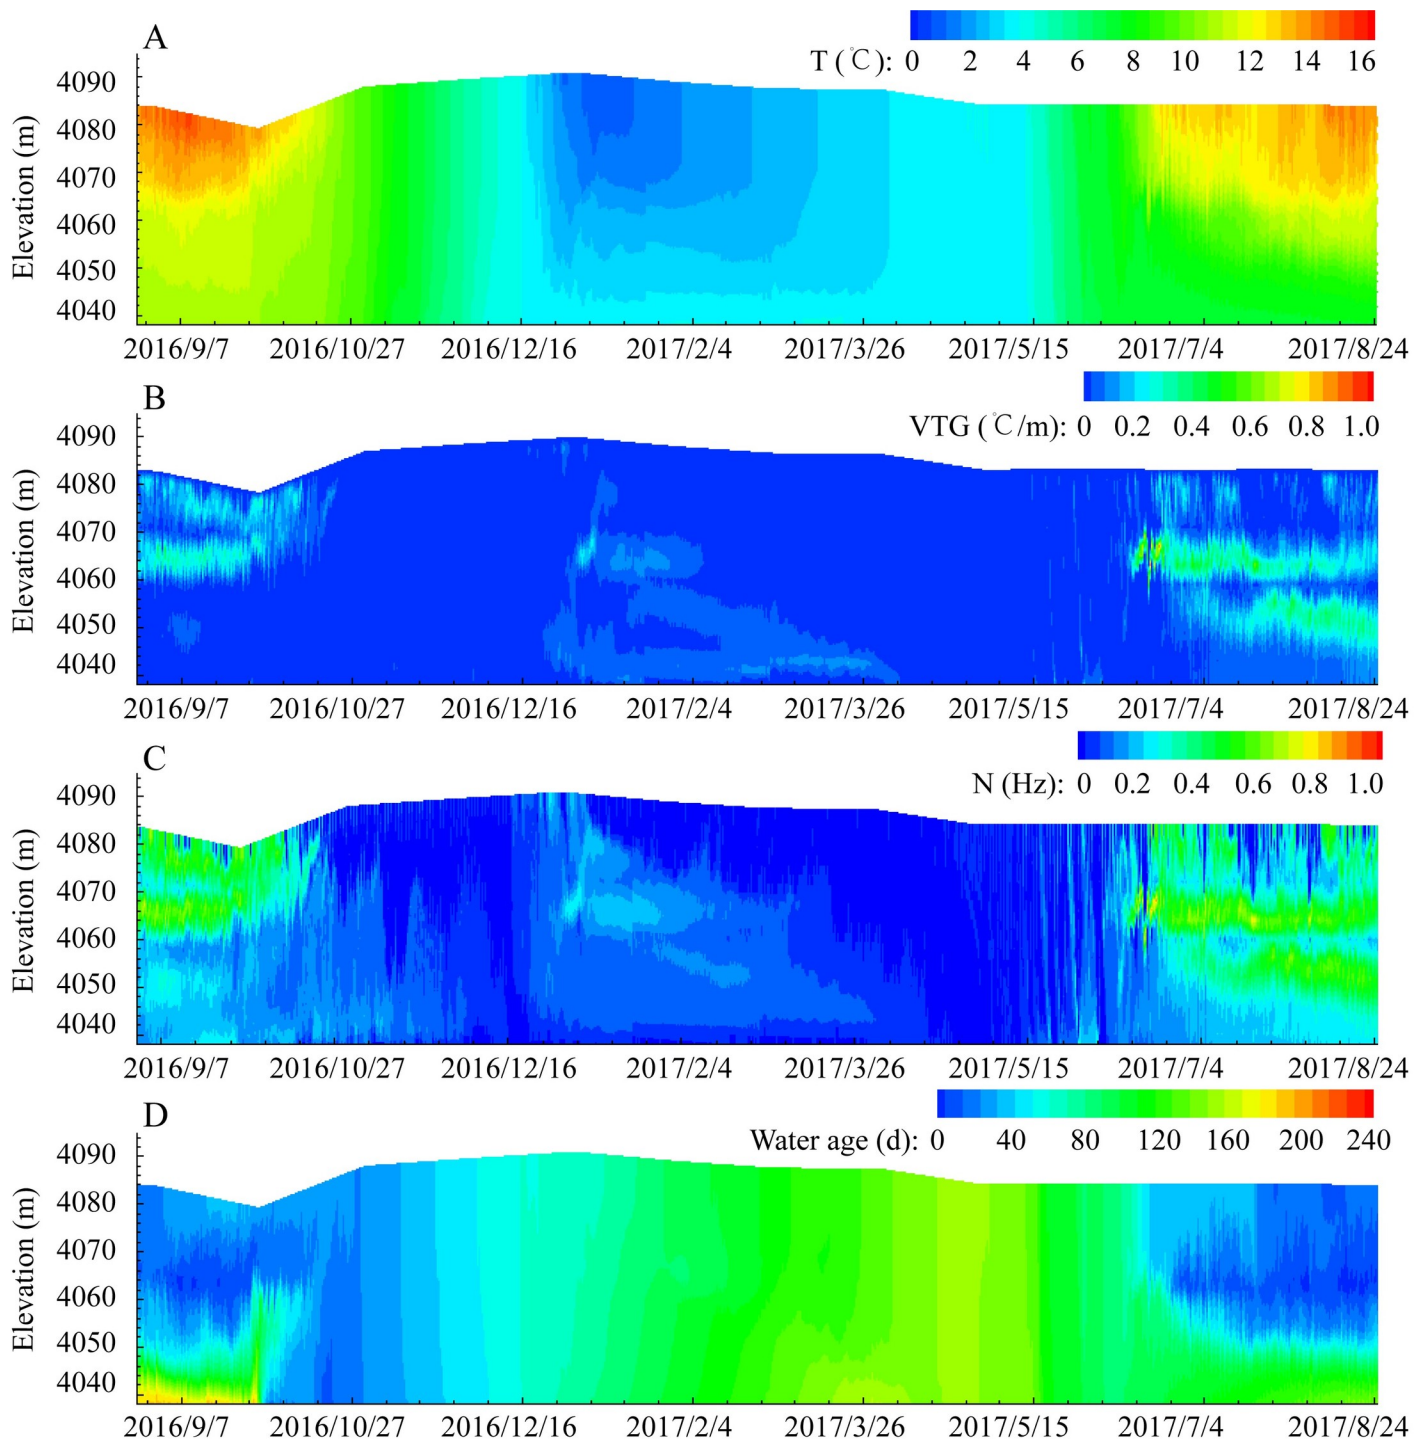 A
T (℃): 0 2 4 6 8 10 12 14 16
Elevation (m)
4090
4080
4070
4060
4050
4040
2016/9/7 2016/10/27 2016/12/16 2017/2/4 2017/3/26 2017/5/15 2017/7/4 2017/8/24
B
VTG (℃/m): 0 0.2 0.4 0.6 0.8 1.0
Elevation (m)
4090
4080
4070
4060
4050
4040
2016/9/7 2016/10/27 2016/12/16 2017/2/4 2017/3/26 2017/5/15 2017/7/4 2017/8/24
C
N (Hz): 0 0.2 0.4 0.6 0.8 1.0
Elevation (m)
4090
4080
4070
4060
4050
4040
2016/9/7 2016/10/27 2016/12/16 2017/2/4 2017/3/26 2017/5/15 2017/7/4 2017/8/24
D
Water age (d): 0 40 80 120 160 200 240
Elevation (m)
4090
4080
4070
4060
4050
4040
2016/9/7 2016/10/27 2016/12/16 2017/2/4 2017/3/26 2017/5/15 2017/7/4 2017/8/24